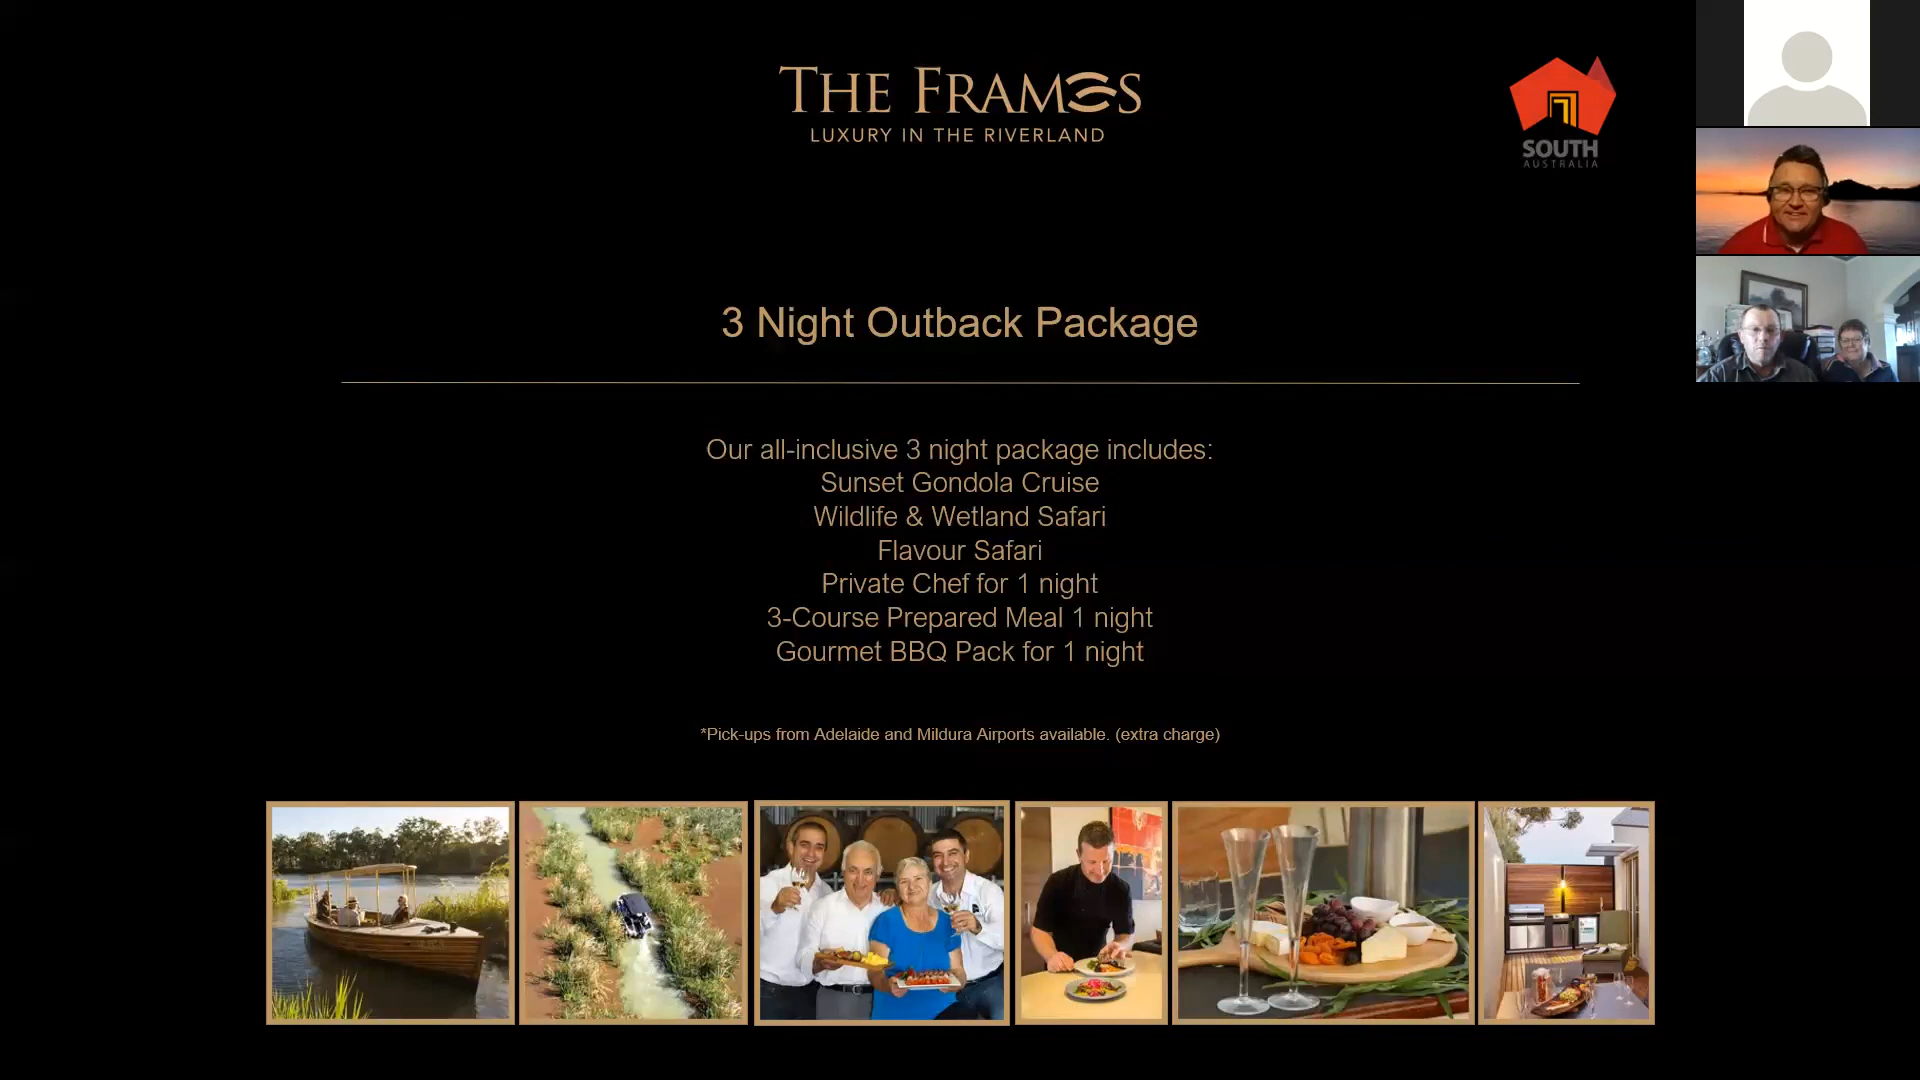 THE FRAMES
LUXURY IN THE RIVERLAND
SOUTH
AUSTRALIA
3 Night Outback Package
Our all-inclusive 3 night package includes:
Sunset Gondola Cruise
Wildlife & Wetland Safari
Flavour Safari
Private Chef for 1 night
3-Course Prepared Meal 1 night
Gourmet BBQ Pack for 1 night
*Pick-ups from Adelaide and Mildura Airports available. (extra charge)